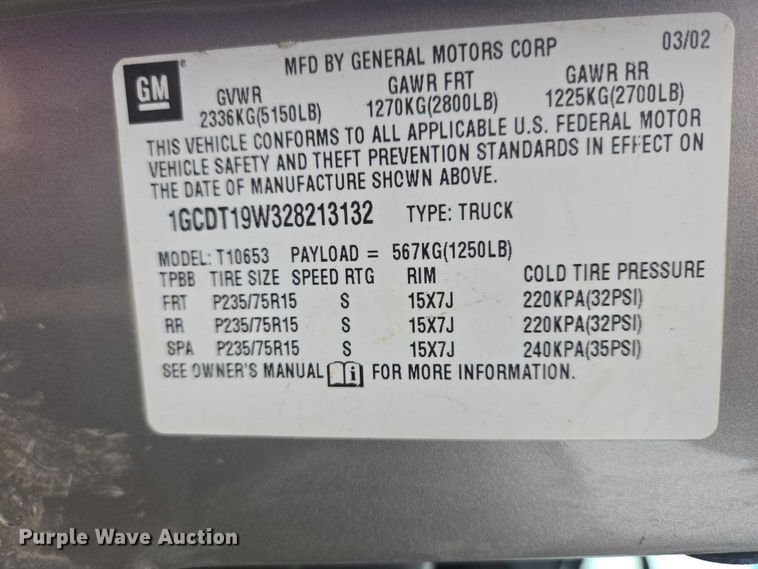 GM
MFD BY GENERAL MOTORS CORP 03/02
GVWR GAWR FRT GAWR RR
2336KG(5150LB) 1270KG(2800LB) 1225KG(2700LB)
THIS VEHICLE CONFORMS TO ALL APPLICABLE U.S. FEDERAL MOTOR
VEHICLE SAFETY AND THEFT PREVENTION STANDARDS IN EFFECT ON
THE DATE OF MANUFACTURE SHOWN ABOVE.
1GCDT19W328213132 TYPE: TRUCK
MODEL: T10653 PAYLOAD = 567KG(1250LB)
TPBB TIRE SIZE SPEED RTG RIM COLD TIRE PRESSURE
FRT P235/75R15 S 15X7J 220KPA(32PSI)
RR P235/75R15 S 15X7J 220KPA(32PSI)
SPA P235/75R15 S 15X7J 240KPA(35PSI)
SEE OWNER'S MANUAL i FOR MORE INFORMATION.
Purple Wave Auction